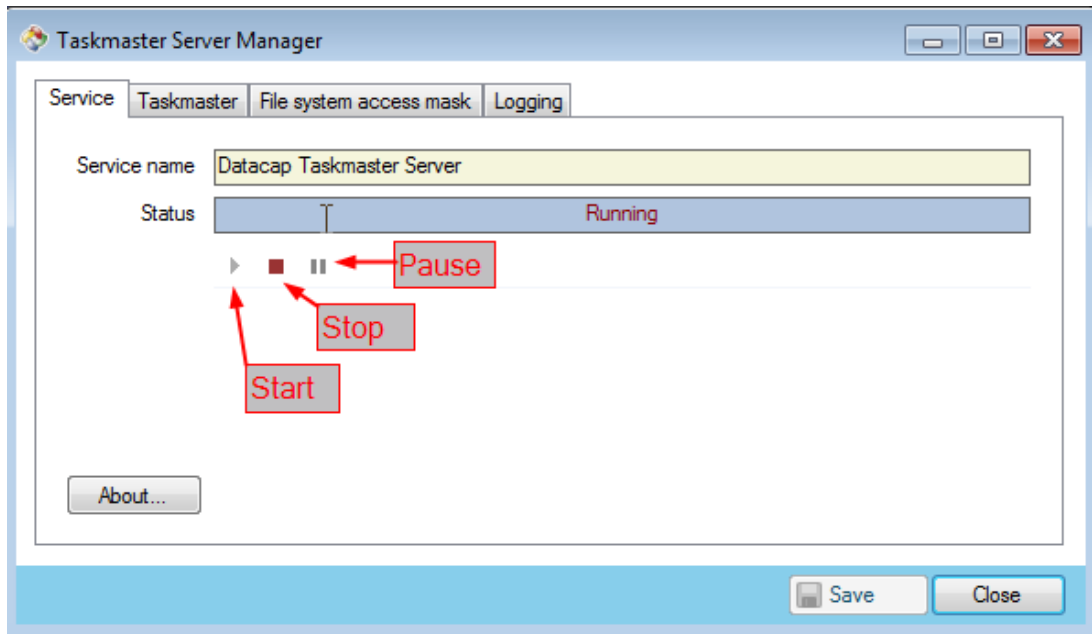 Taskmaster Server Manager
Service Taskmaster File system access mask Logging
Service name Datacap Taskmaster Server
Status Running
Pause
Stop
Start
About...
Save Close